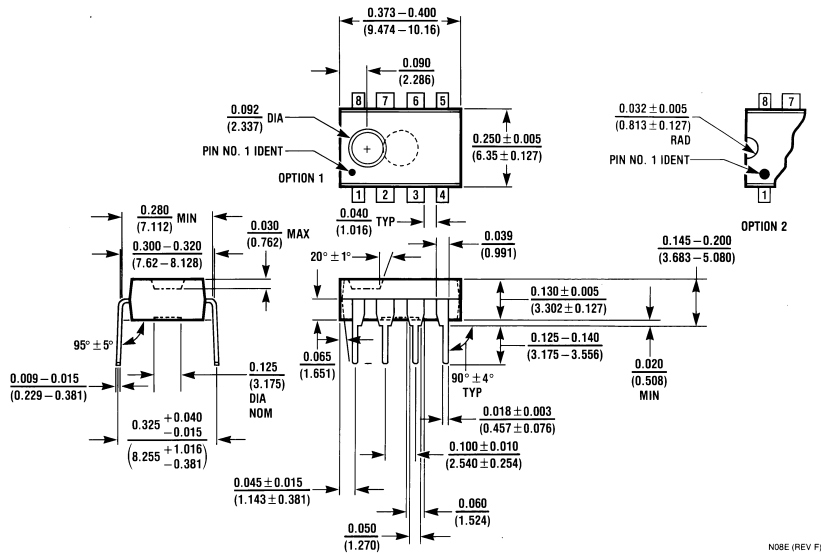 0.373 – 0.400
(9.474 – 10.16)
0.090
(2.286)
8 7 6 5
0.092 DIA
(2.337)
PIN NO. 1 IDENT
OPTION 1
0.250 ± 0.005
(6.35 ± 0.127)
1 2 3 4
0.032 ± 0.005
(0.813 ± 0.127)
RAD
PIN NO. 1 IDENT
8 7
1
OPTION 2
0.280 MIN
(7.112)
0.300 – 0.320
(7.62 – 8.128)
0.030 MAX
(0.762)
0.040 TYP
(1.016)
20° ± 1°
0.039
(0.991)
0.145 – 0.200
(3.683 – 5.080)
0.130 ± 0.005
(3.302 ± 0.127)
0.125 – 0.140
(3.175 – 3.556)
0.020
(0.508)
MIN
95° ± 5°
0.009 – 0.015
(0.229 – 0.381)
0.125
(3.175)
DIA
NOM
0.065
(1.651)
90° ± 4°
TYP
0.325 +0.040
−0.015
(8.255 +1.016
−0.381)
0.018 ± 0.003
(0.457 ± 0.076)
0.100 ± 0.010
(2.540 ± 0.254)
0.045 ± 0.015
(1.143 ± 0.381)
0.060
(1.524)
0.050
(1.270)
N08E (REV F)